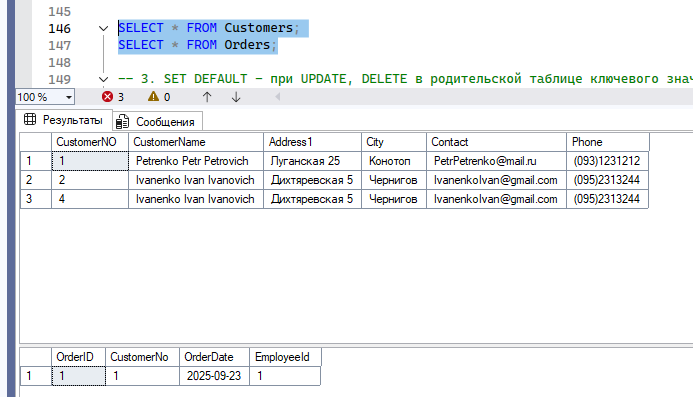 145
146 SELECT * FROM Customers;
147 SELECT * FROM Orders;
148
149 -- 3. SET DEFAULT - при UPDATE, DELETE в родительской таблице ключевого знач
100 % 3 0
Результаты Сообщения
CustomerNO CustomerName Address1 City Contact Phone
1 1 Petrenko Petr Petrovich Луганская 25 Конотоп PetrPetrenko@mail.ru (093)1231212
2 2 Ivanenko Ivan Ivanovich Дихтяревская 5 Чернигов IvanenkoIvan@gmail.com (095)2313244
3 4 Ivanenko Ivan Ivanovich Дихтяревская 5 Чернигов IvanenkoIvan@gmail.com (095)2313244
OrderID CustomerNo OrderDate EmployeeId
1 1 1 2025-09-23 1